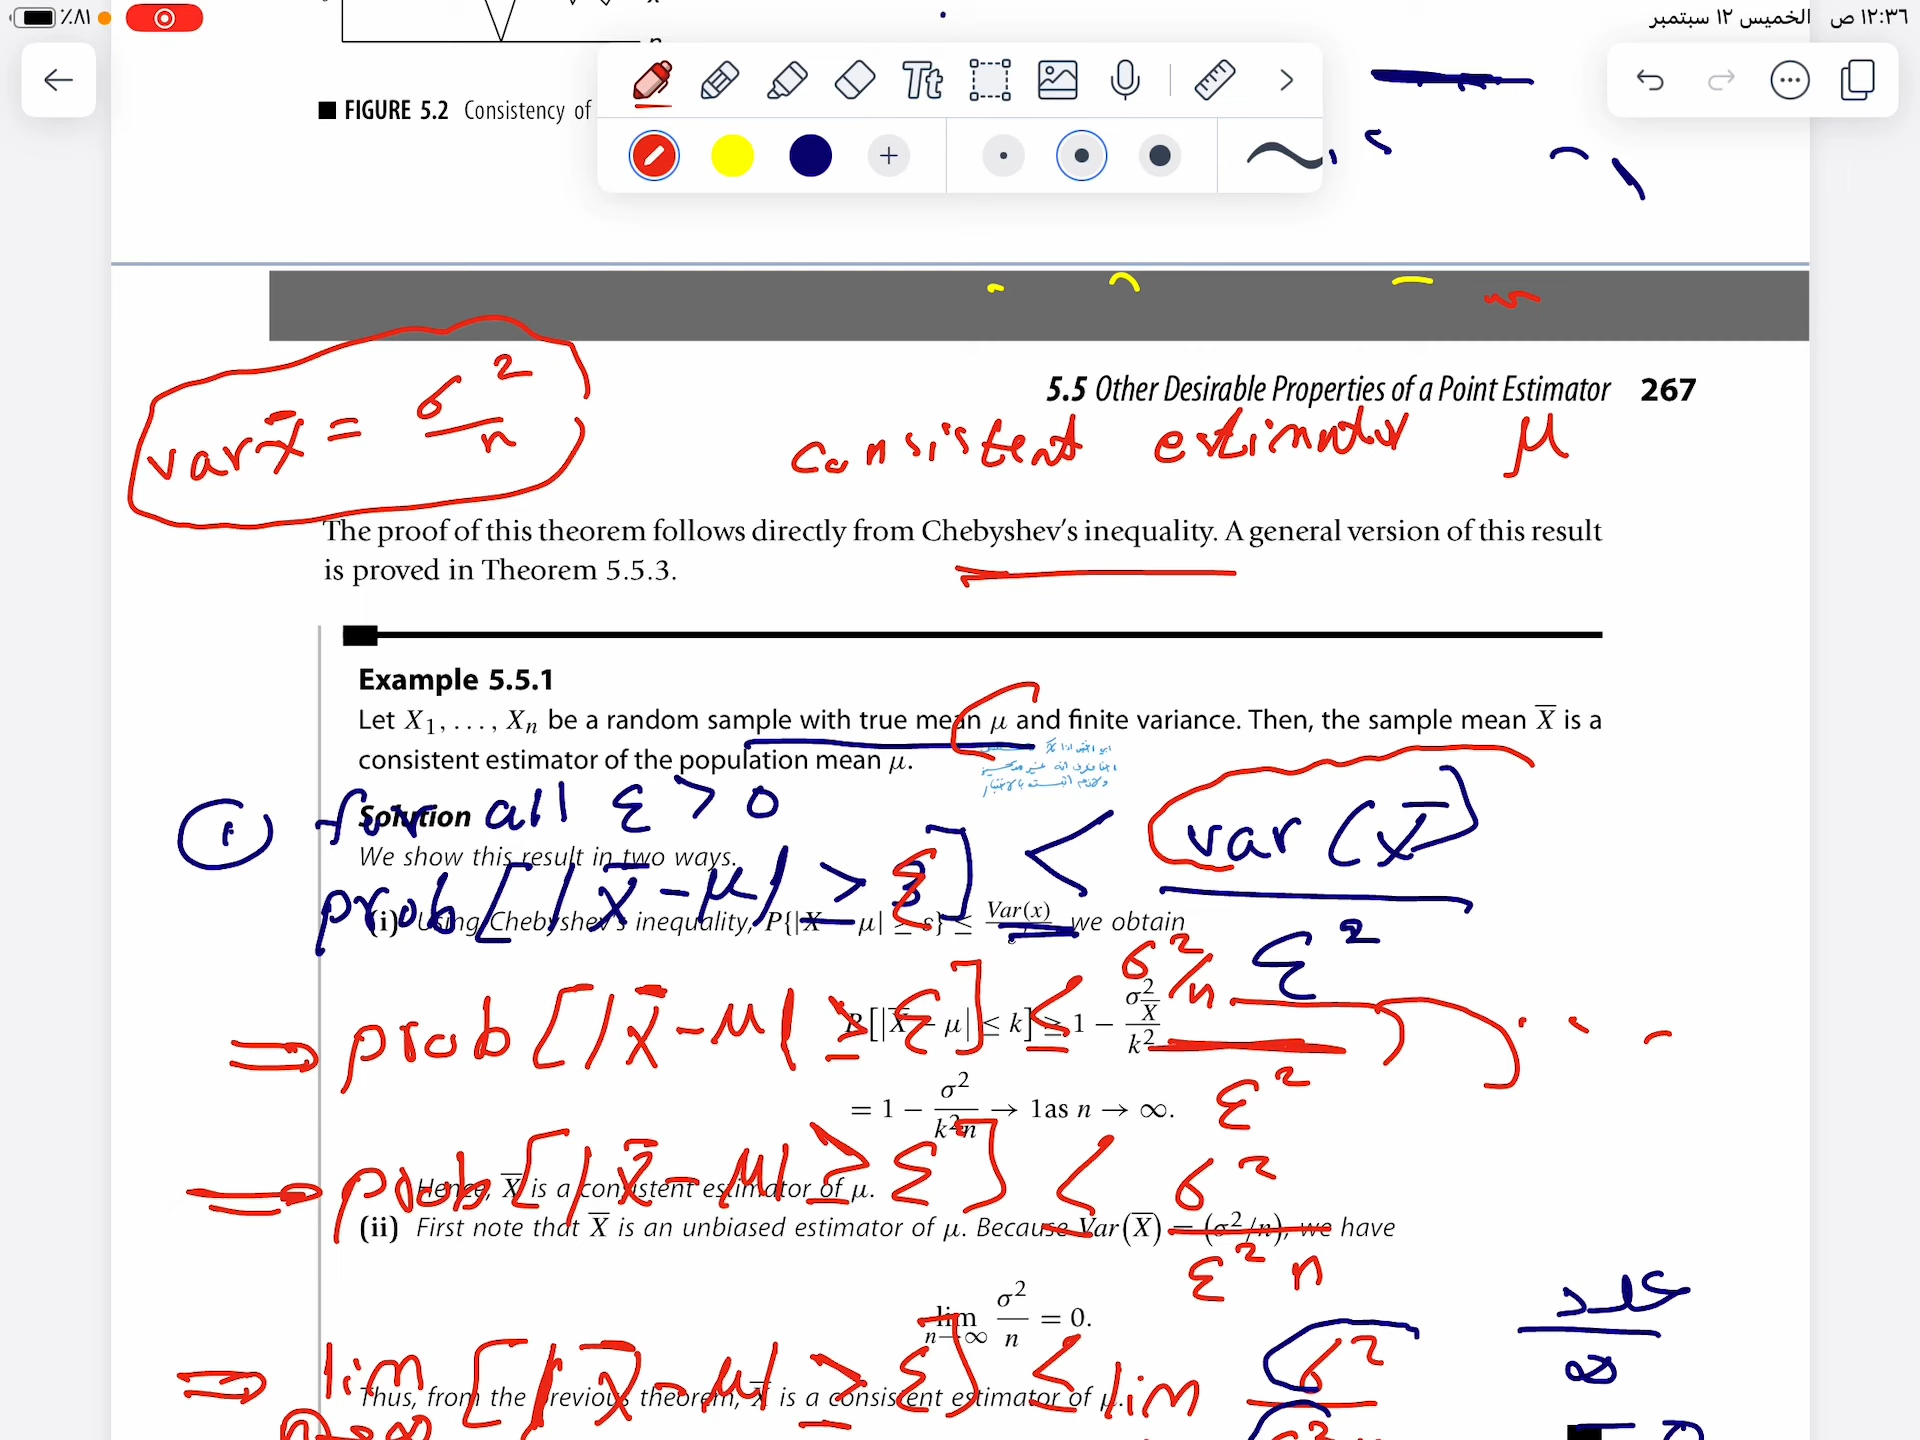 ٪٨١
١٢:٣٦ ص الخميس ١٢ سبتمبر
n
■ FIGURE 5.2 Consistency of
Tt
5.5 Other Desirable Properties of a Point Estimator 267
var x̄ = σ²/n
consistent estimator μ
The proof of this theorem follows directly from Chebyshev's inequality. A general version of this result
is proved in Theorem 5.5.3.
Example 5.5.1
Let X₁, . . . , Xₙ be a random sample with true mean μ and finite variance. Then, the sample mean X̄ is a
consistent estimator of the population mean μ.
① for all ε > 0
Solution
We show this result in two ways.
prob[|x̄ - μ| ≥ ε] < var(x̄) / ε²
(i) Using Chebyshev's inequality, P{|X − μ| ≥ ε} ≤ Var(x) we obtain
⇒ prob[|x̄ - μ| ≥ ε] ≤ σ²/n / ε²
P[|X̄ − μ| ≤ k] ≥ 1 − σ²X̄/k²
= 1 − σ²/k²n → 1as n → ∞.
⇒ prob[|x̄ - μ| ≥ ε] ≤ σ²/ε²n
Hence, X̄ is a consistent estimator of μ.
(ii) First note that X̄ is an unbiased estimator of μ. Because Var(X̄) = (σ²/n), we have
lim n→∞ σ²/n = 0.
عدد/∞
⇒ lim n→∞ [|x̄ - μ| ≥ ε] ≤ lim σ²
Thus, from the previous theorem, X̄ is a consistent estimator of μ.